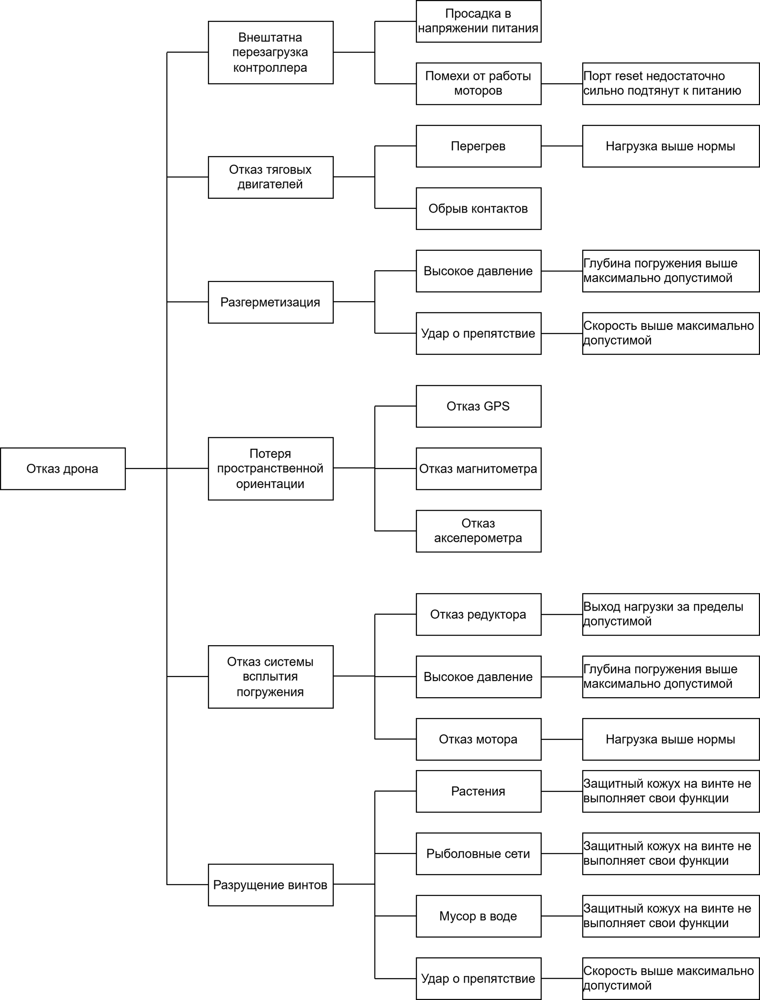 Просадка в
напряжении питания
Внештатна
перезагрузка
контроллера
Помехи от работы
моторов
Порт reset недостаточно
сильно подтянут к питанию
Перегрев
Нагрузка выше нормы
Отказ тяговых
двигателей
Обрыв контактов
Высокое давление
Глубина погружения выше
максимально допустимой
Разгерметизация
Удар о препятствие
Скорость выше максимально
допустимой
Отказ GPS
Отказ дрона
Потеря
пространственной
ориентации
Отказ магнитометра
Отказ
акселерометра
Отказ редуктора
Выход нагрузки за пределы
допустимой
Отказ системы
всплытия
погружения
Высокое давление
Глубина погружения выше
максимально допустимой
Отказ мотора
Нагрузка выше нормы
Растения
Защитный кожух на винте не
выполняет свои функции
Рыболовные сети
Защитный кожух на винте не
выполняет свои функции
Разрущение винтов
Мусор в воде
Защитный кожух на винте не
выполняет свои функции
Удар о препятствие
Скорость выше максимально
допустимой